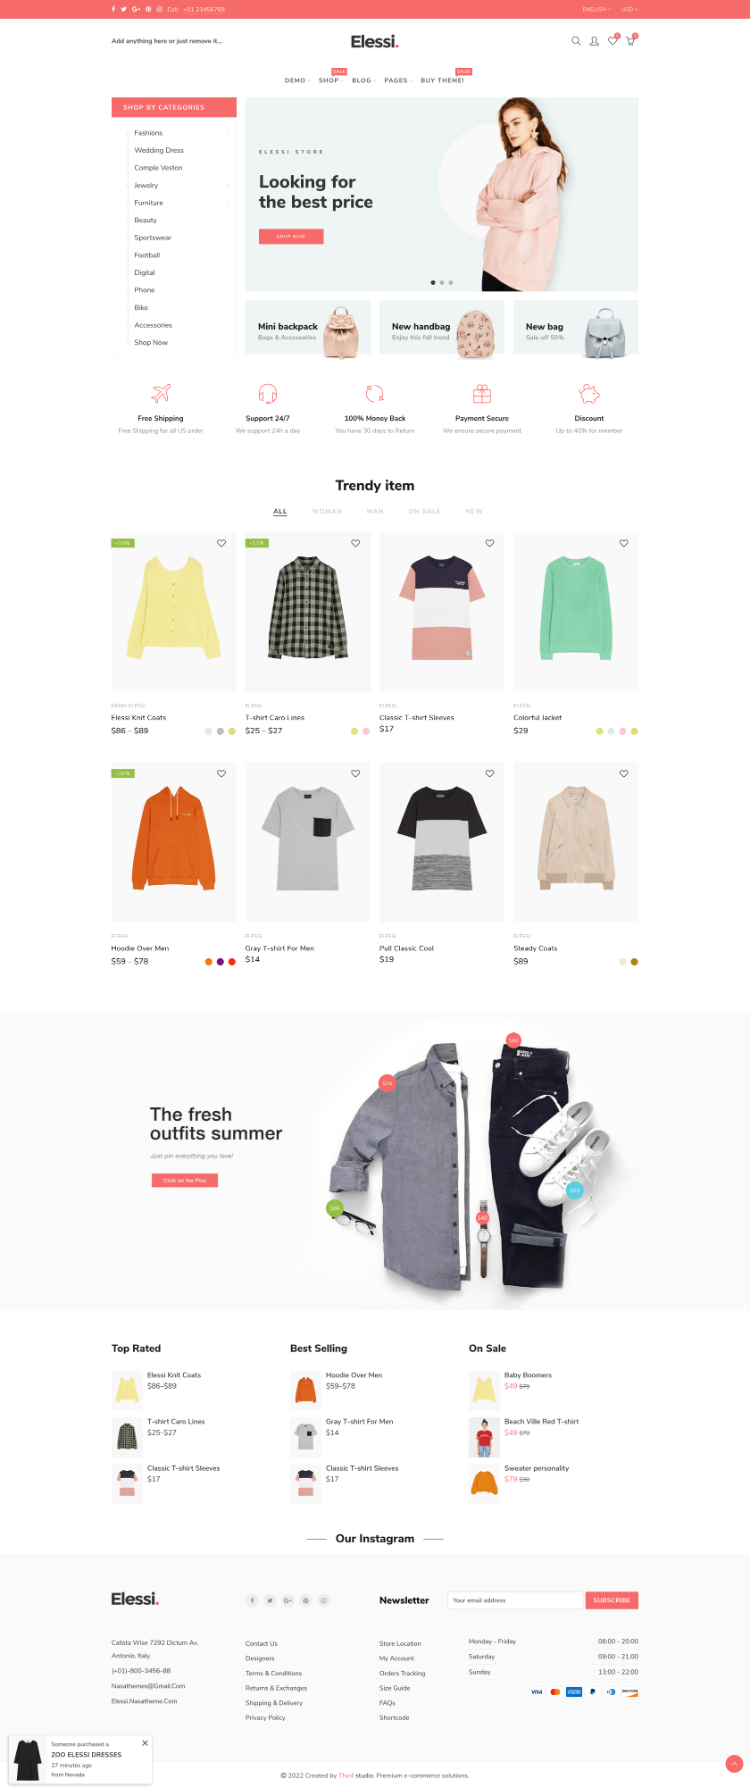 Call: +01 23456789
ENGLISH
USD
Add anything here or just remove it...
Elessi.
0
0
SALE
SALE!
DEMO
SHOP
BLOG
PAGES
BUY THEME!
SHOP BY CATEGORIES
Fashions
Wedding Dress
Comple Veston
Jewelry
Furniture
Beauty
Sportswear
Football
Digital
Phone
Bike
Accessories
Shop Now
ELESSI STORE
Looking for
the best price
SHOP NOW
Mini backpack
Bags & Accessories
New handbag
Enjoy this fall trend
New bag
Sale off 50%
Free Shipping
Free Shipping for all US order
Support 24/7
We support 24h a day
100% Money Back
You have 30 days to Return
Payment Secure
We ensure secure payment
Discount
Up to 40% for member
Trendy item
ALL
WOMAN
MAN
ON SALE
NEW
Elessi Knit Coats
$86 – $89
-17%
ELESSI
T-shirt Caro Lines
$25 – $27
ELESSI
Classic T-shirt Sleeves
$17
ELESSI
Colorful Jacket
$29
ELESSI
Hoodie Over Men
$59 – $78
ELESSI
Gray T-shirt For Men
$14
ELESSI
Pull Classic Cool
$19
ELESSI
Steady Coats
$89
The fresh
outfits summer
Just pin everything you love!
Click on the Pins
$25
$49
Top Rated
Elessi Knit Coats
$86–$89
T-shirt Caro Lines
$25–$27
Classic T-shirt Sleeves
$17
Best Selling
Hoodie Over Men
$59–$78
Gray T-shirt For Men
$14
Classic T-shirt Sleeves
$17
On Sale
Baby Boomers
$49 $79
Beach Ville Red T-shirt
$49 $79
Sweater personality
$79 $90
Our Instagram
Elessi.
Newsletter
Your email address
SUBSCRIBE
Calista Wise 7292 Dictum Av.
Antonio, Italy.
(+01)-800-3456-88
Nasathemes@Gmail.Com
Elessi.Nasatheme.Com
Contact Us
Designers
Terms & Conditions
Returns & Exchanges
Shipping & Delivery
Privacy Policy
Store Location
My Account
Orders Tracking
Size Guide
FAQs
Shortcode
Monday - Friday 08:00 - 20:00
Saturday 09:00 - 21:00
Sunday 13:00 - 22:00
VISA
DISCOVER
Someone purchased a
ZOO ELESSI DRESSES
27 minutes ago
from Nevada
© 2022 Created by The4 studio. Premium e-commerce solutions.